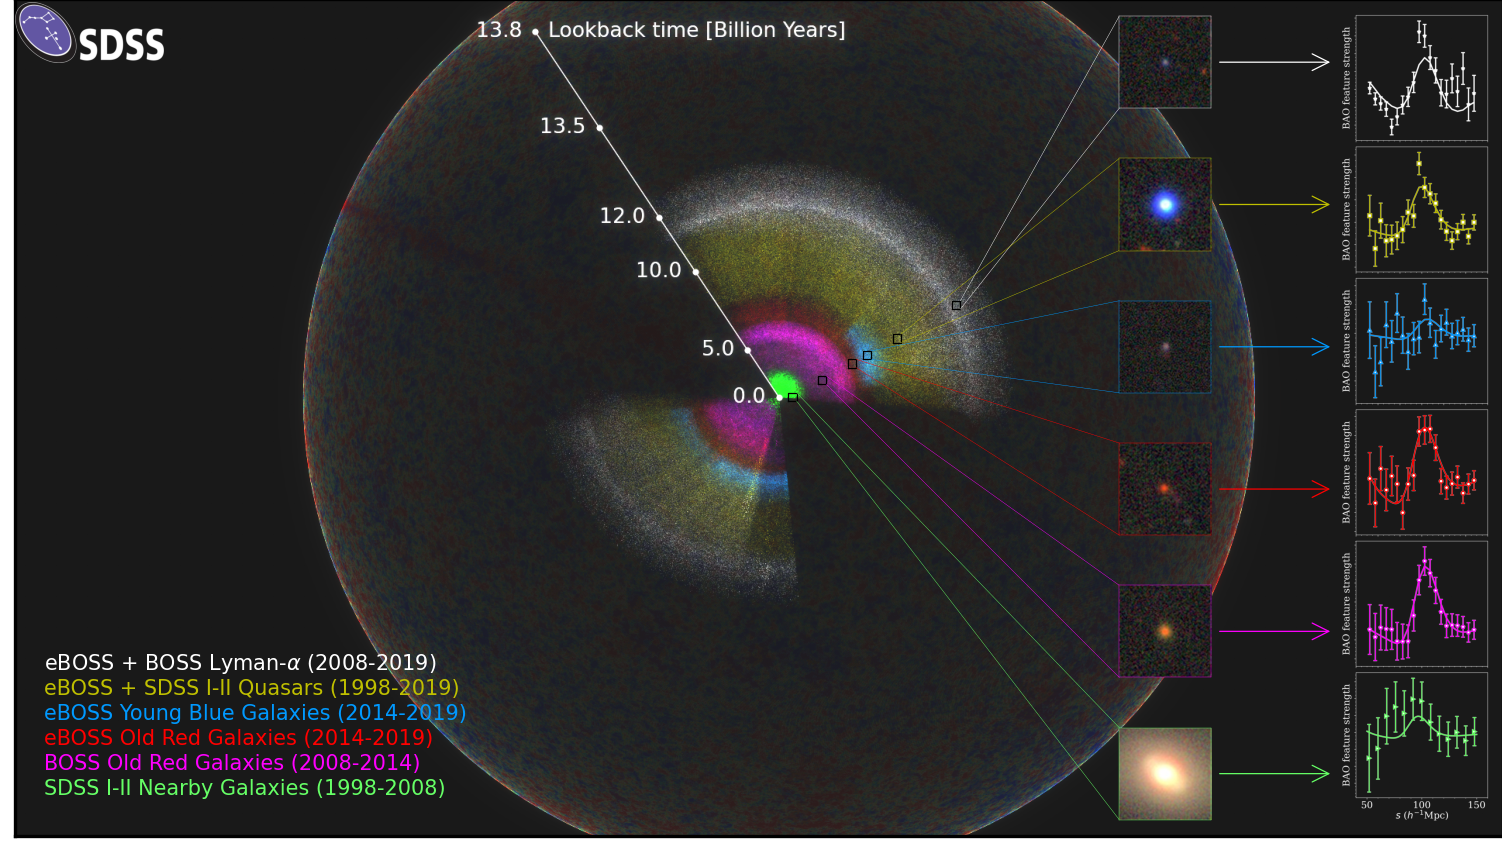 SDSS
13.8 Lookback time [Billion Years]
13.5
12.0
10.0
5.0
0.0
eBOSS + BOSS Lyman-α (2008-2019)
eBOSS + SDSS I-II Quasars (1998-2019)
eBOSS Young Blue Galaxies (2014-2019)
eBOSS Old Red Galaxies (2014-2019)
BOSS Old Red Galaxies (2008-2014)
SDSS I-II Nearby Galaxies (1998-2008)
BAO feature strength
BAO feature strength
BAO feature strength
BAO feature strength
BAO feature strength
BAO feature strength
50 100 150
s (h⁻¹Mpc)